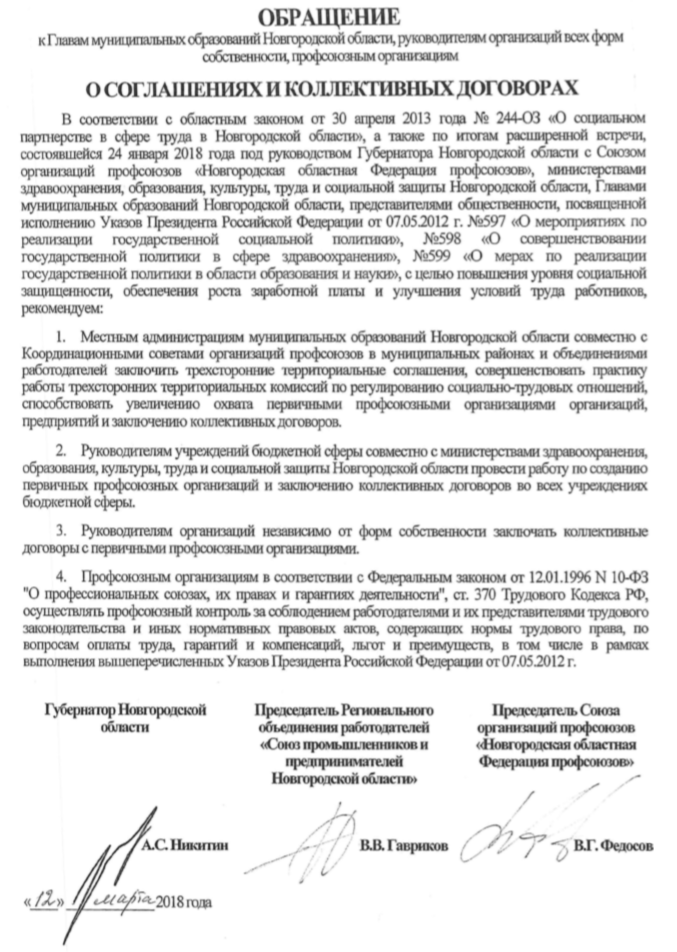 ОБРАЩЕНИЕ
к Главам муниципальных образований Новгородской области, руководителям организаций всех форм
собственности, профсоюзным организациям
О СОГЛАШЕНИЯХ И КОЛЛЕКТИВНЫХ ДОГОВОРАХ
В соответствии с областным законом от 30 апреля 2013 года № 244-ОЗ «О социальном
партнерстве в сфере труда в Новгородской области», а также по итогам расширенной встречи,
состоявшейся 24 января 2018 года под руководством Губернатора Новгородской области с Союзом
организаций профсоюзов «Новгородская областная Федерация профсоюзов», министерствами
здравоохранения, образования, культуры, труда и социальной защиты Новгородской области, Главами
муниципальных образований Новгородской области, представителями общественности, посвященной
исполнению Указов Президента Российской Федерации от 07.05.2012 г. №597 «О мероприятиях по
реализации государственной социальной политики», №598 «О совершенствовании
государственной политики в сфере здравоохранения», №599 «О мерах по реализации
государственной политики в области образования и науки», с целью повышения уровня социальной
защищенности, обеспечения роста заработной платы и улучшения условий труда работников,
рекомендуем:
1. Местным администрациям муниципальных образований Новгородской области совместно с
Координационными советами организаций профсоюзов в муниципальных районах и объединениями
работодателей заключить трехсторонние территориальные соглашения, совершенствовать практику
работы трехсторонних территориальных комиссий по регулированию социально-трудовых отношений,
способствовать увеличению охвата первичными профсоюзными организациями организаций,
предприятий и заключению коллективных договоров.
2. Руководителям учреждений бюджетной сферы совместно с министерствами здравоохранения,
образования, культуры, труда и социальной защиты Новгородской области провести работу по созданию
первичных профсоюзных организаций и заключению коллективных договоров во всех учреждениях
бюджетной сферы.
3. Руководителям организаций независимо от форм собственности заключать коллективные
договоры с первичными профсоюзными организациями.
4. Профсоюзным организациям в соответствии с Федеральным законом от 12.01.1996 N 10-ФЗ
"О профессиональных союзах, их правах и гарантиях деятельности", ст. 370 Трудового Кодекса РФ,
осуществлять профсоюзный контроль за соблюдением работодателями и их представителями трудового
законодательства и иных нормативных правовых актов, содержащих нормы трудового права, по
вопросам оплаты труда, гарантий и компенсаций, льгот и преимуществ, в том числе в рамках
выполнения вышеперечисленных Указов Президента Российской Федерации от 07.05.2012 г.
Губернатор Новгородской
области
Председатель Регионального
объединения работодателей
«Союз промышленников и
предпринимателей
Новгородской области»
Председатель Союза
организаций профсоюзов
«Новгородская областная
Федерация профсоюзов»
А.С. Никитин
В.В. Гавриков
В.Г. Федосов
«12» марта 2018 года